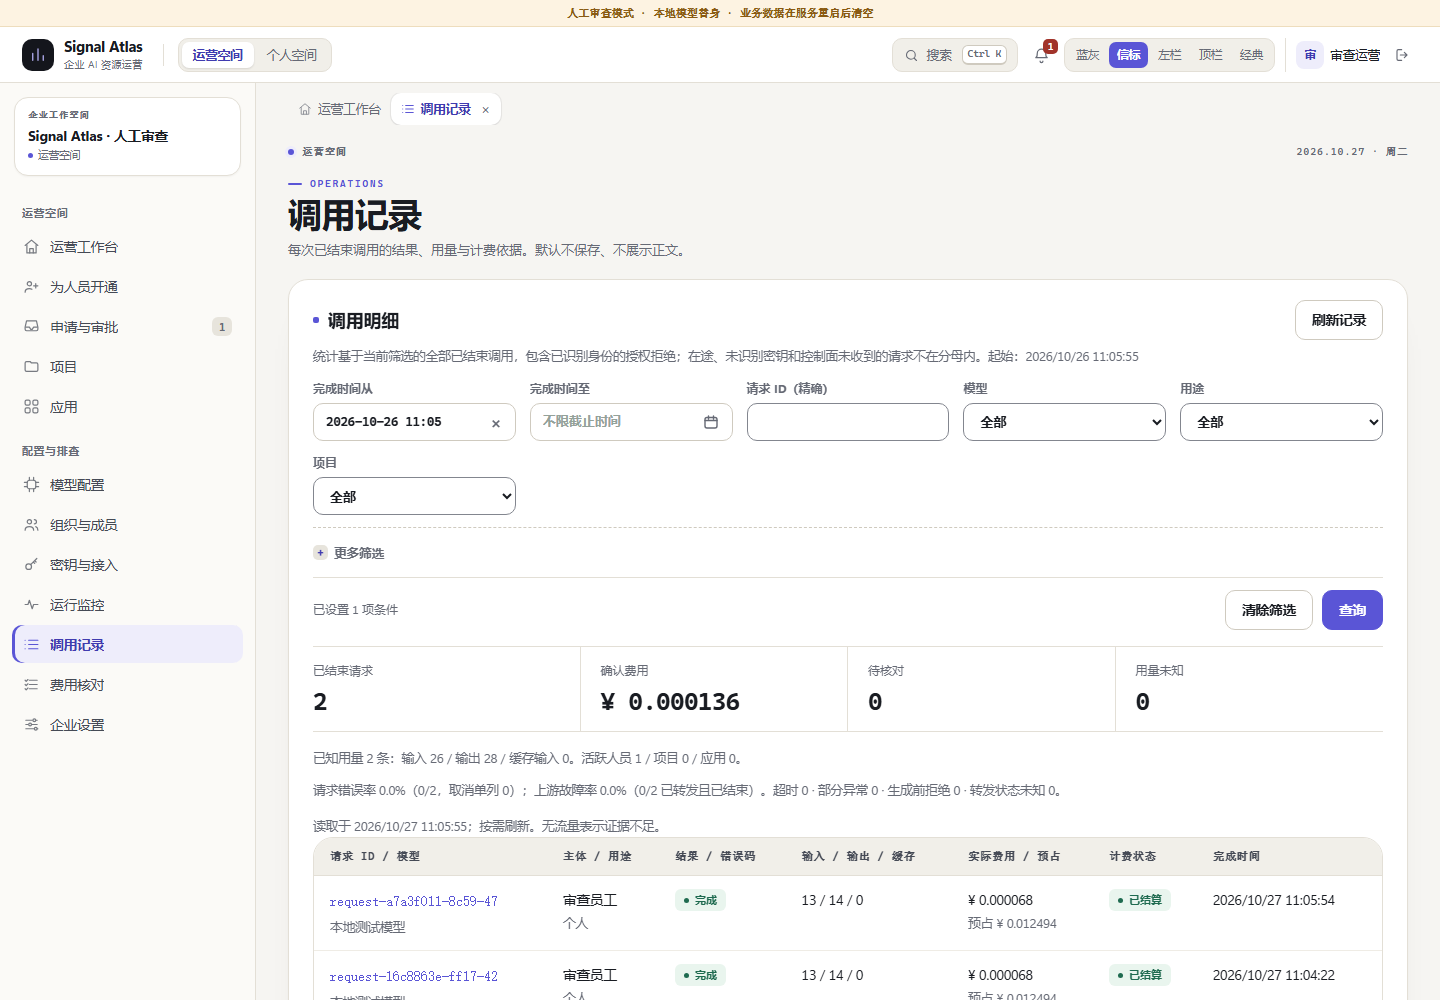 人工审查模式 · 本地模型替身 · 业务数据在服务重启后清空
Signal Atlas
企业 AI 资源运营
运营空间 个人空间
搜索 Ctrl K
1
蓝灰 信标 左栏 顶栏 经典
审 审查运营
企业工作空间
Signal Atlas · 人工审查
运营空间
运营空间
运营工作台
为人员开通
申请与审批 1
项目
应用
配置与排查
模型配置
组织与成员
密钥与接入
运行监控
调用记录
费用核对
企业设置
运营工作台 调用记录 ×
运营空间 2026.10.27 · 周二
OPERATIONS
调用记录
每次已结束调用的结果、用量与计费依据。默认不保存、不展示正文。
调用明细 刷新记录
统计基于当前筛选的全部已结束调用，包含已识别身份的授权拒绝；在途、未识别密钥和控制面未收到的请求不在分母内。起始：2026/10/26 11:05:55
完成时间从 完成时间至 请求 ID（精确） 模型 用途
2026-10-26 11:05 × 不限截止时间 全部 全部
项目
全部
+ 更多筛选
已设置 1 项条件 清除筛选 查询
已结束请求 确认费用 待核对 用量未知
2 ¥ 0.000136 0 0
已知用量 2 条：输入 26 / 输出 28 / 缓存输入 0。活跃人员 1 / 项目 0 / 应用 0。
请求错误率 0.0%（0/2，取消单列 0）；上游故障率 0.0%（0/2 已转发且已结束）。超时 0 · 部分异常 0 · 生成前拒绝 0 · 转发状态未知 0。
读取于 2026/10/27 11:05:55；按需刷新。无流量表示证据不足。
请求 ID / 模型 主体 / 用途 结果 / 错误码 输入 / 输出 / 缓存 实际费用 / 预占 计费状态 完成时间
request-a7a3f011-8c59-47 审查员工 完成 13 / 14 / 0 ¥ 0.000068 已结算 2026/10/27 11:05:54
本地测试模型 个人 预占 ¥ 0.012494
request-16c8863e-ff17-42 审查员工 完成 13 / 14 / 0 ¥ 0.000068 已结算 2026/10/27 11:04:22
本地测试模型 个人 预占 ¥ 0.012494